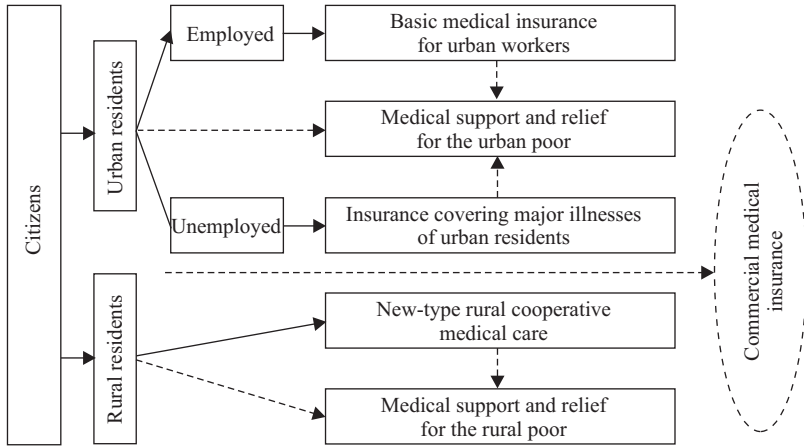 Citizens
Urban residents
Employed
Basic medical insurance
for urban workers
Medical support and relief
for the urban poor
Unemployed
Insurance covering major illnesses
of urban residents
Commercial medical
insurance
Rural residents
New-type rural cooperative
medical care
Medical support and relief
for the rural poor